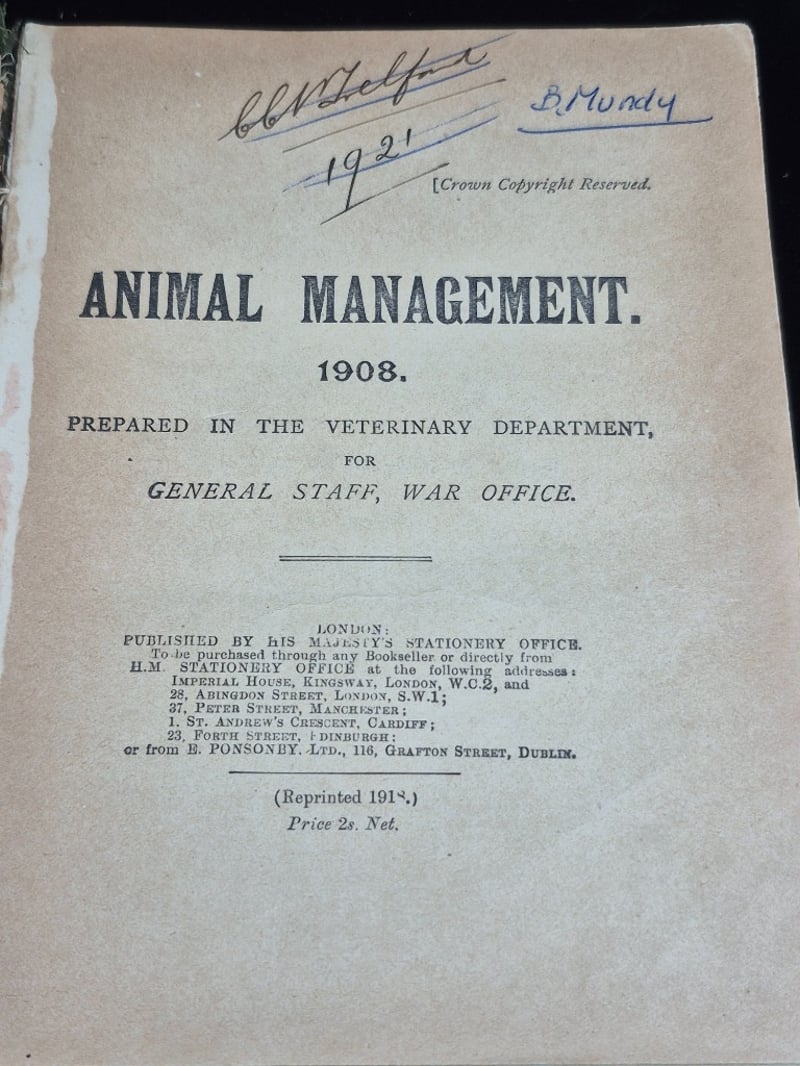 Telford
B. Mundy
1921
[Crown Copyright Reserved.
ANIMAL MANAGEMENT.
1908.
PREPARED IN THE VETERINARY DEPARTMENT,
FOR
GENERAL STAFF, WAR OFFICE.
LONDON:
PUBLISHED BY HIS MAJESTY'S STATIONERY OFFICE.
To be purchased through any Bookseller or directly from
H.M. STATIONERY OFFICE at the following addresses:
IMPERIAL HOUSE, KINGSWAY, LONDON, W.C.2, and
28, ABINGDON STREET, LONDON, S.W.1;
37, PETER STREET, MANCHESTER;
1. ST. ANDREW'S CRESCENT, CARDIFF;
23, FORTH STREET, EDINBURGH;
or from E. PONSONBY, LTD., 116, GRAFTON STREET, DUBLIN.
(Reprinted 1918.)
Price 2s. Net.